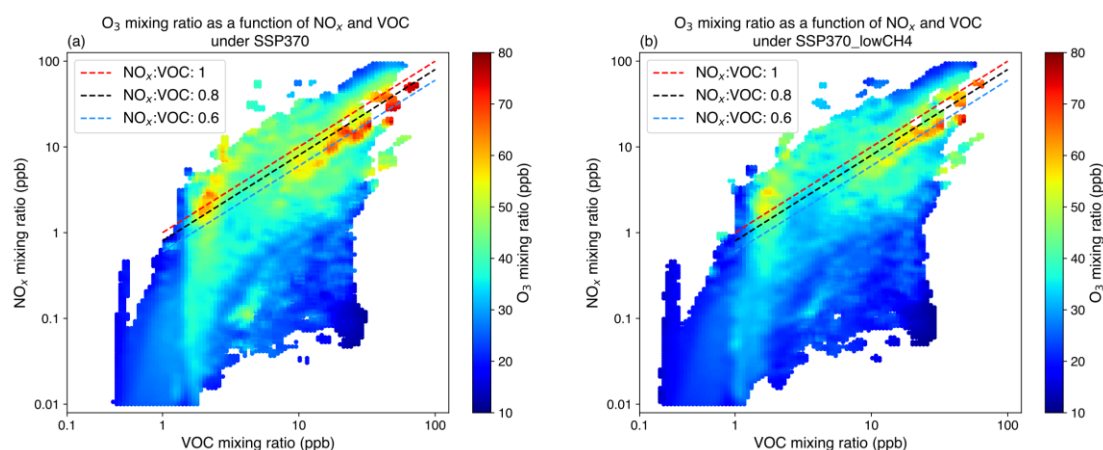 O₃ mixing ratio as a function of NOₓ and VOC
(a) under SSP370
NOₓ:VOC: 1
NOₓ:VOC: 0.8
NOₓ:VOC: 0.6
100
10
1
0.1
0.01
NOₓ mixing ratio (ppb)
0.1 1 10 100
VOC mixing ratio (ppb)
80
70
60
50
40
30
20
10
O₃ mixing ratio (ppb)
O₃ mixing ratio as a function of NOₓ and VOC
(b) under SSP370_lowCH4
NOₓ:VOC: 1
NOₓ:VOC: 0.8
NOₓ:VOC: 0.6
100
10
1
0.1
0.01
NOₓ mixing ratio (ppb)
0.1 1 10 100
VOC mixing ratio (ppb)
80
70
60
50
40
30
20
10
O₃ mixing ratio (ppb)